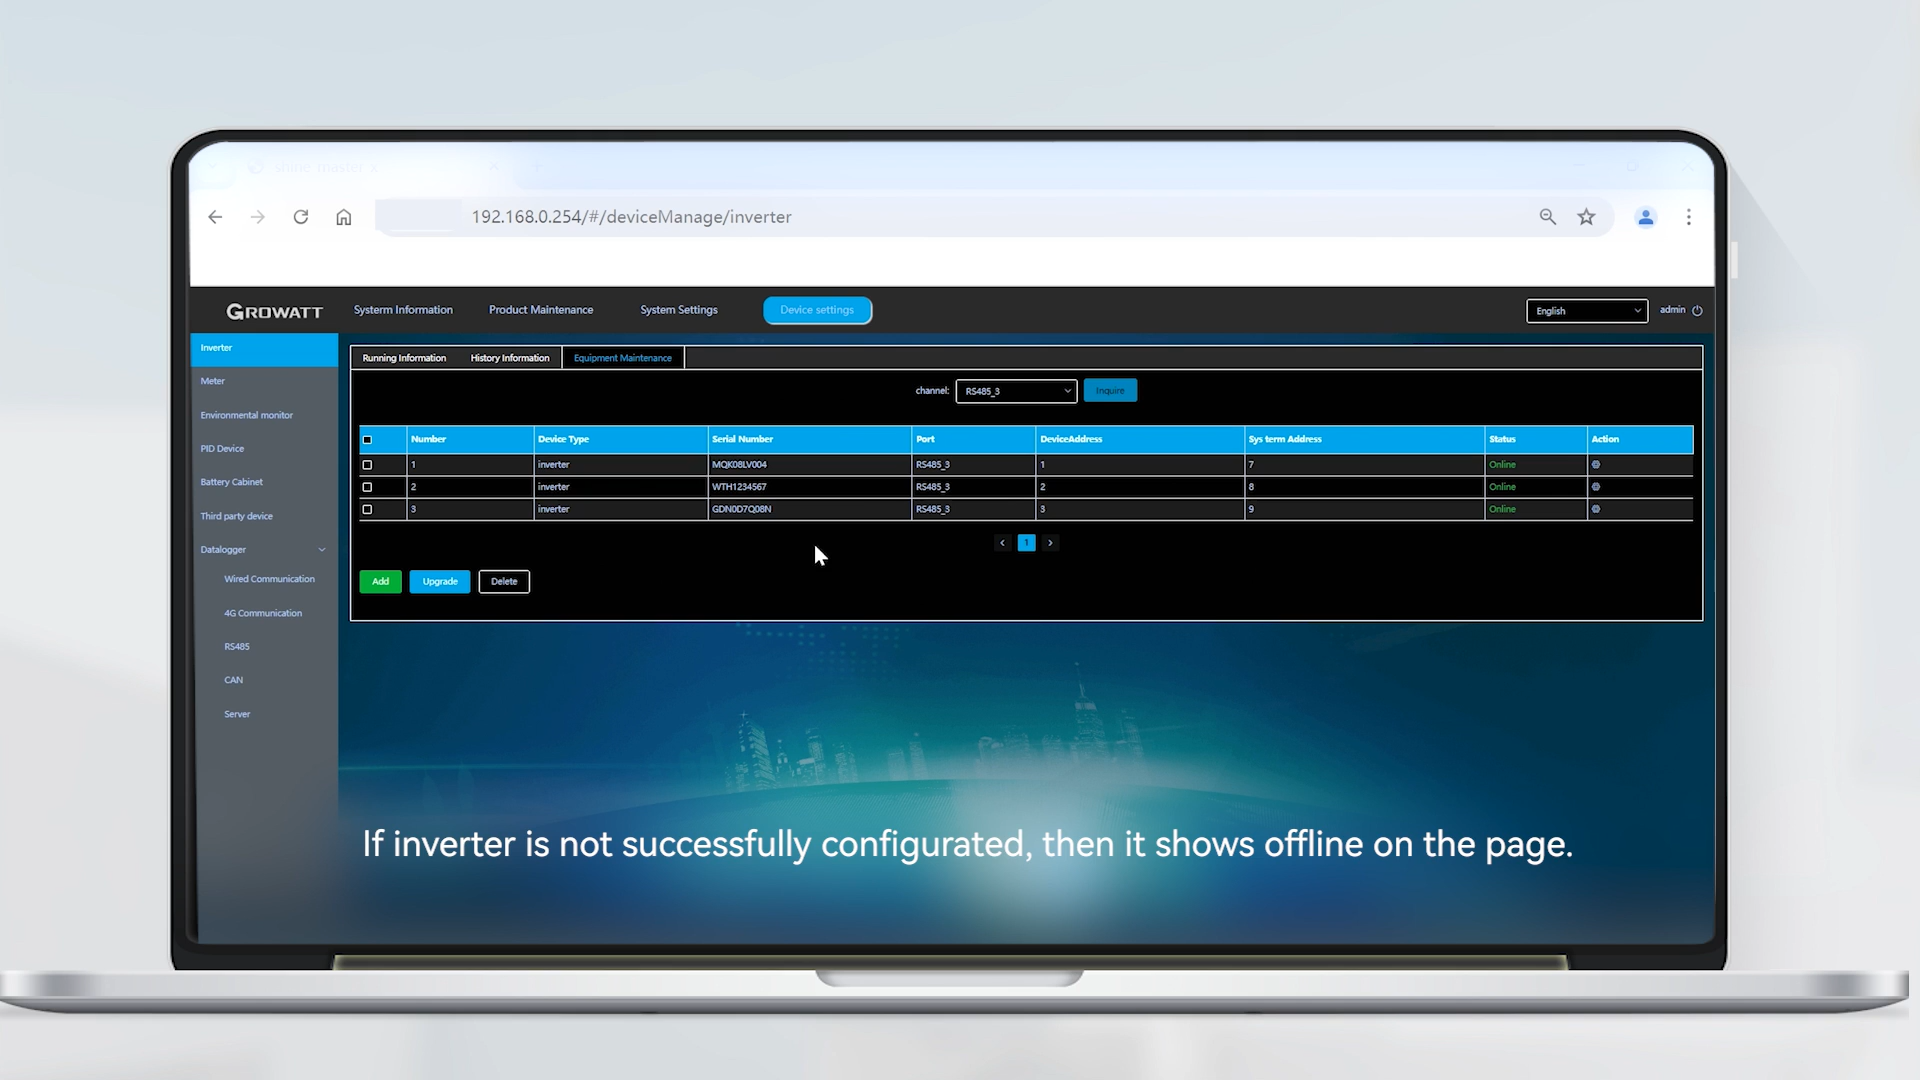 shine master x
192.168.0.254/#/deviceManage/inverter
GROWATT
System Information
Product Maintenance
System Settings
Device settings
English
admin
Inverter
Meter
Environmental monitor
PID Device
Battery Cabinet
Third party device
Datalogger
Wired Communication
4G Communication
RS485
CAN
Server
Running Information
History Information
Equipment Maintenance
channel: RS485_3 Inquire
Number Device Type Serial Number Port DeviceAddress Sys term Address Status Action
1 inverter MQK08LV004 RS485_3 1 7 Online
2 inverter WTH1234567 RS485_3 2 8 Online
3 inverter GDN0D7Q08N RS485_3 3 9 Online
< 1 >
Add Upgrade Delete
If inverter is not successfully configurated, then it shows offline on the page.